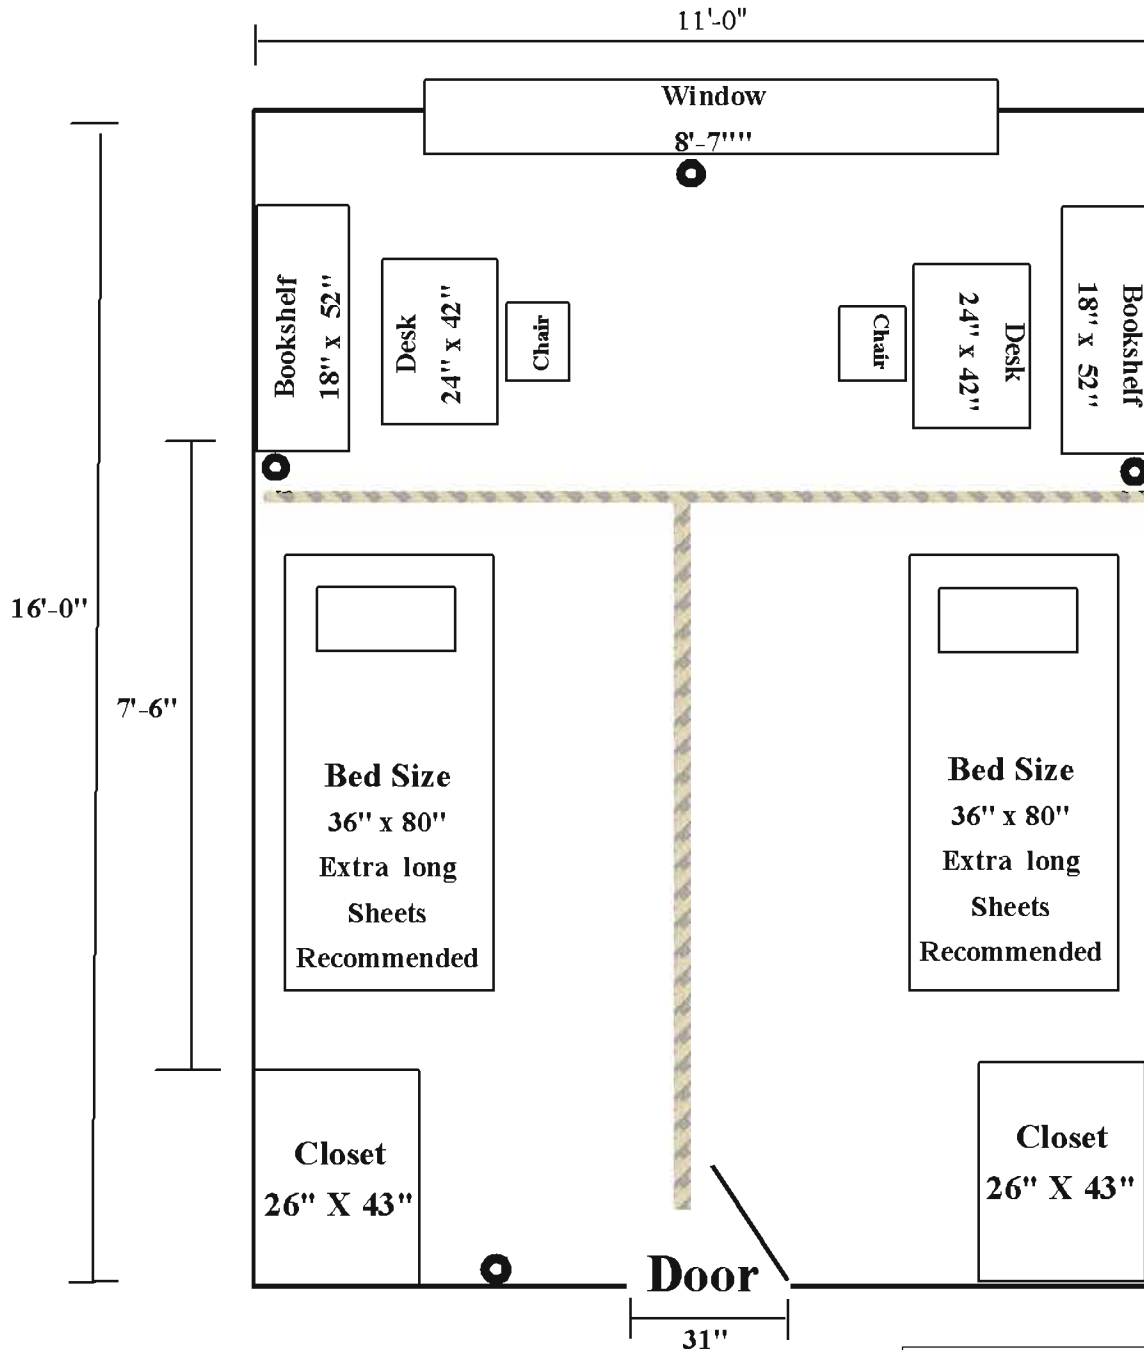 11'-0"
Window
8'-7""
Bookshelf
18" x 52"
Desk
24" x 42"
Chair
Chair
24" x 42"
Desk
18" x 52"
Bookshelf
16'-0"
7'-6"
Bed Size
36" x 80"
Extra long
Sheets
Recommended
Bed Size
36" x 80"
Extra long
Sheets
Recommended
Closet
26" X 43"
Closet
26" X 43"
Door
31"